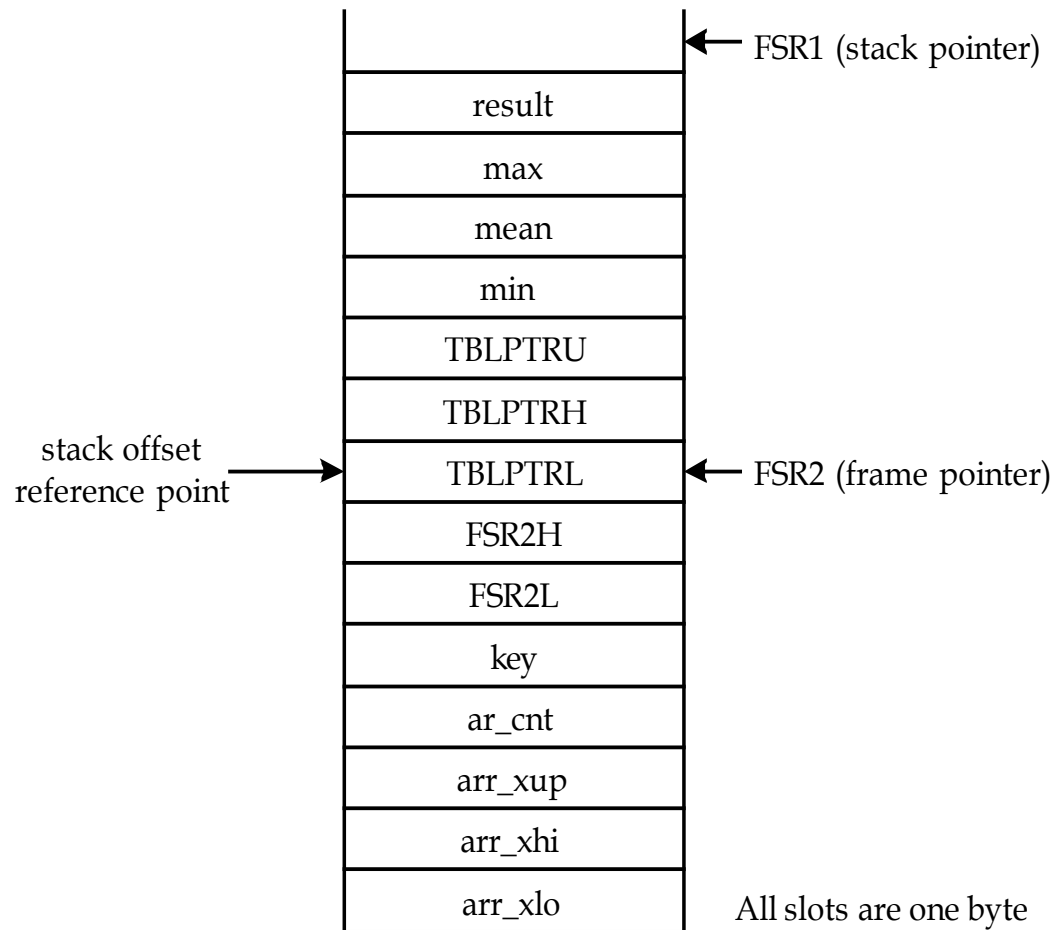 FSR1 (stack pointer)
result
max
mean
min
TBLPTRU
TBLPTRH
stack offset
reference point
TBLPTRL
FSR2 (frame pointer)
FSR2H
FSR2L
key
ar_cnt
arr_xup
arr_xhi
arr_xlo
All slots are one byte